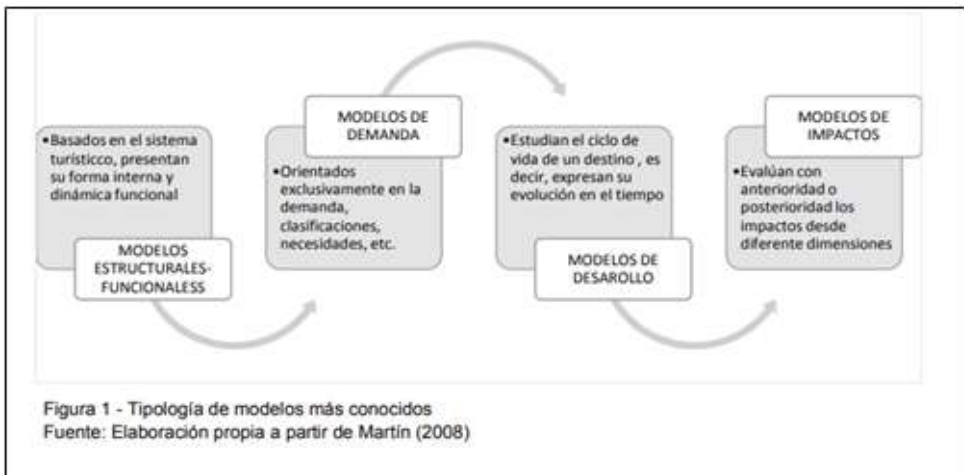 •Basados en el sistema
turísticco, presentan
su forma interna y
dinámica funcional
MODELOS
ESTRUCTURALES-
FUNCIONALESS
MODELOS DE
DEMANDA
•Orientados
exclusivamente en la
demanda,
clasificaciones,
necesidades, etc.
•Estudian el ciclo de
vida de un destino , es
decir, expresan su
evolución en el tiempo
MODELOS DE
DESAROLLO
MODELOS DE
IMPACTOS
•Evalúan con
anterioridad o
posterioridad los
impactos desde
diferente dimensiones
Figura 1 - Tipología de modelos más conocidos
Fuente: Elaboración propia a partir de Martín (2008)